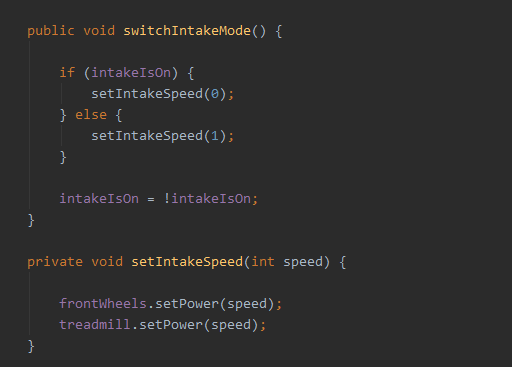 public void switchIntakeMode() {
if (intakeIsOn) {
setIntakeSpeed(0);
} else {
setIntakeSpeed(1);
}
intakeIsOn = !intakeIsOn;
}
private void setIntakeSpeed(int speed) {
frontWheels.setPower(speed);
treadmill.setPower(speed);
}